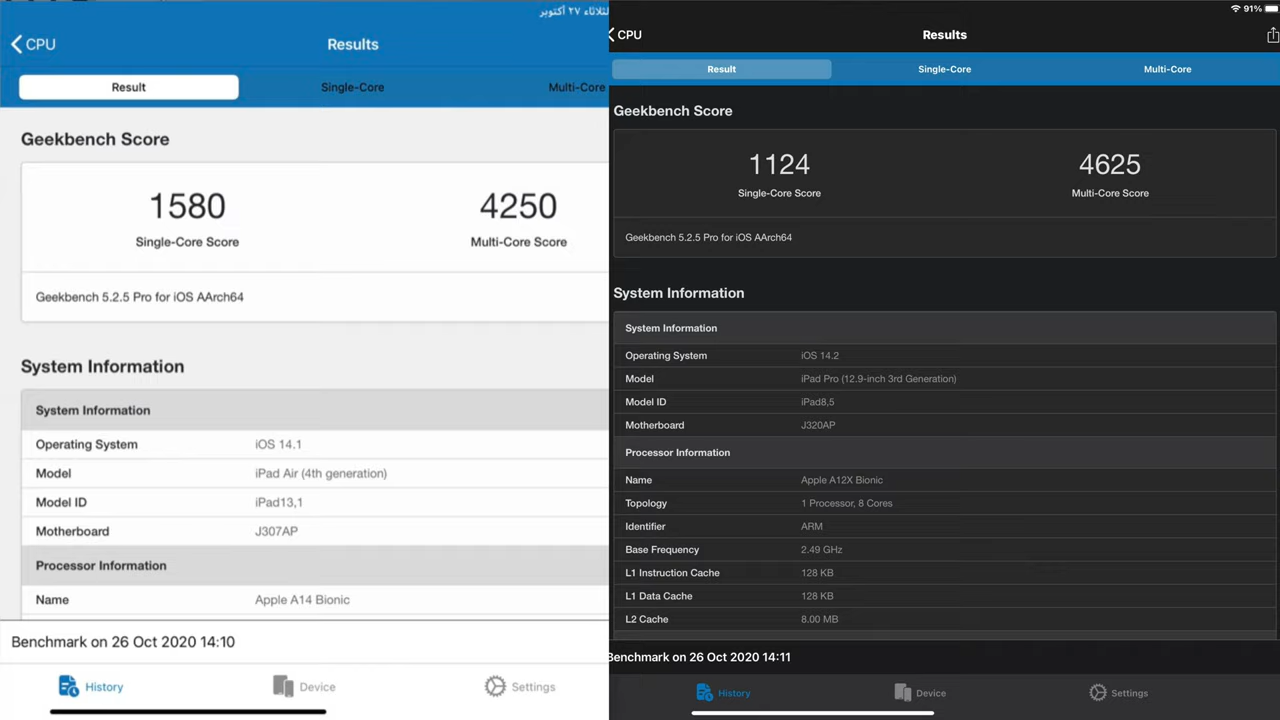 الثلاثاء ٢٧ أكتوبر
CPU
Results
Result
Single-Core
Multi-Core
Geekbench Score
1580
4250
Single-Core Score
Multi-Core Score
Geekbench 5.2.5 Pro for iOS AArch64
System Information
System Information
Operating System iOS 14.1
Model iPad Air (4th generation)
Model ID iPad13,1
Motherboard J307AP
Processor Information
Name Apple A14 Bionic
Benchmark on 26 Oct 2020 14:10
History
Device
Settings
91%
CPU
Results
Result
Single-Core
Multi-Core
Geekbench Score
1124
4625
Single-Core Score
Multi-Core Score
Geekbench 5.2.5 Pro for iOS AArch64
System Information
System Information
Operating System iOS 14.2
Model iPad Pro (12.9-inch 3rd Generation)
Model ID iPad8,5
Motherboard J320AP
Processor Information
Name Apple A12X Bionic
Topology 1 Processor, 8 Cores
Identifier ARM
Base Frequency 2.49 GHz
L1 Instruction Cache 128 KB
L1 Data Cache 128 KB
L2 Cache 8.00 MB
Benchmark on 26 Oct 2020 14:11
History
Device
Settings